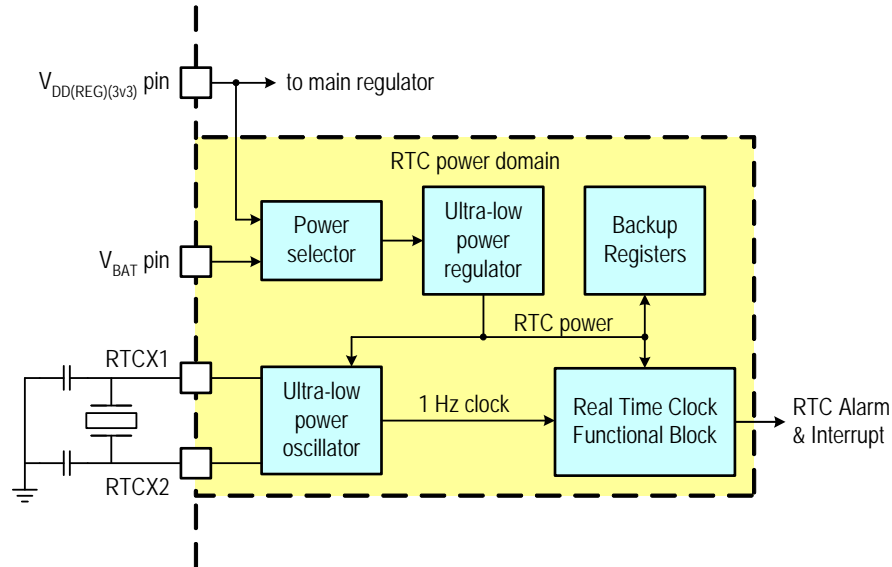 V_DD(REG)(3v3) pin
to main regulator
RTC power domain
Power
selector
Ultra-low
power
regulator
Backup
Registers
V_BAT pin
RTC power
RTCX1
Ultra-low
power
oscillator
1 Hz clock
Real Time Clock
Functional Block
RTC Alarm
& Interrupt
RTCX2